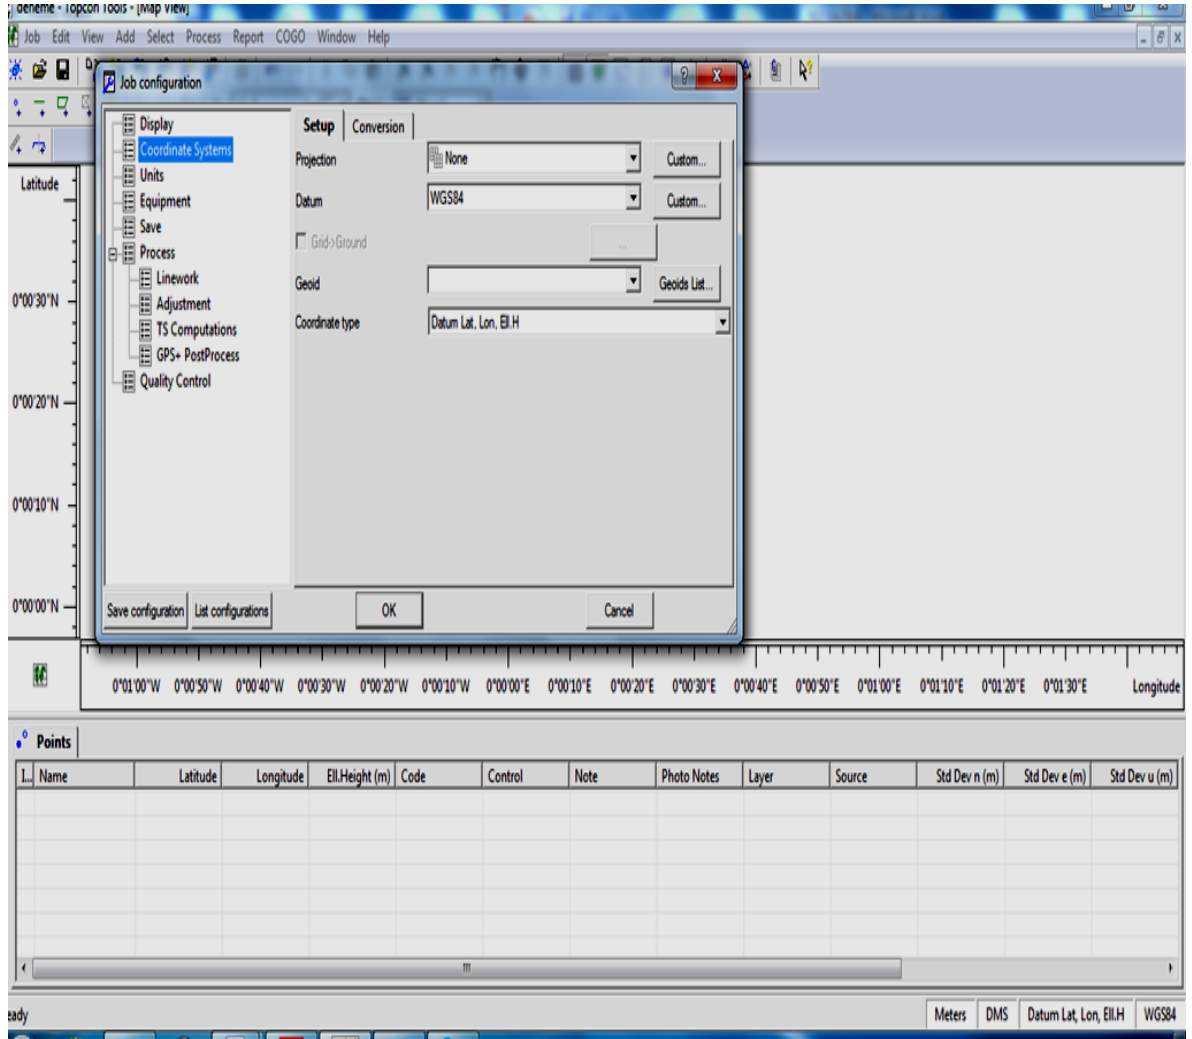 deneme - Topcon Tools - [Map View]
Job Edit View Add Select Process Report COGO Window Help
Job configuration
Display
Coordinate Systems
Units
Equipment
Save
Process
Linework
Adjustment
TS Computations
GPS+ PostProcess
Quality Control
Setup Conversion
Projection None Custom...
Datum WGS84 Custom...
Grid->Ground ...
Geoid Geoids List...
Coordinate type Datum Lat, Lon, Ell.H
Save configuration List configurations OK Cancel
Latitude
0°00'30"N
0°00'20"N
0°00'10"N
0°00'00"N
0°01'00"W 0°00'50"W 0°00'40"W 0°00'30"W 0°00'20"W 0°00'10"W 0°00'00"E 0°00'10"E 0°00'20"E 0°00'30"E 0°00'40"E 0°00'50"E 0°01'00"E 0°01'10"E 0°01'20"E 0°01'30"E Longitude
Points
I... Name Latitude Longitude Ell.Height (m) Code Control Note Photo Notes Layer Source Std Dev n (m) Std Dev e (m) Std Dev u (m)
eady Meters DMS Datum Lat, Lon, Ell.H WGS84